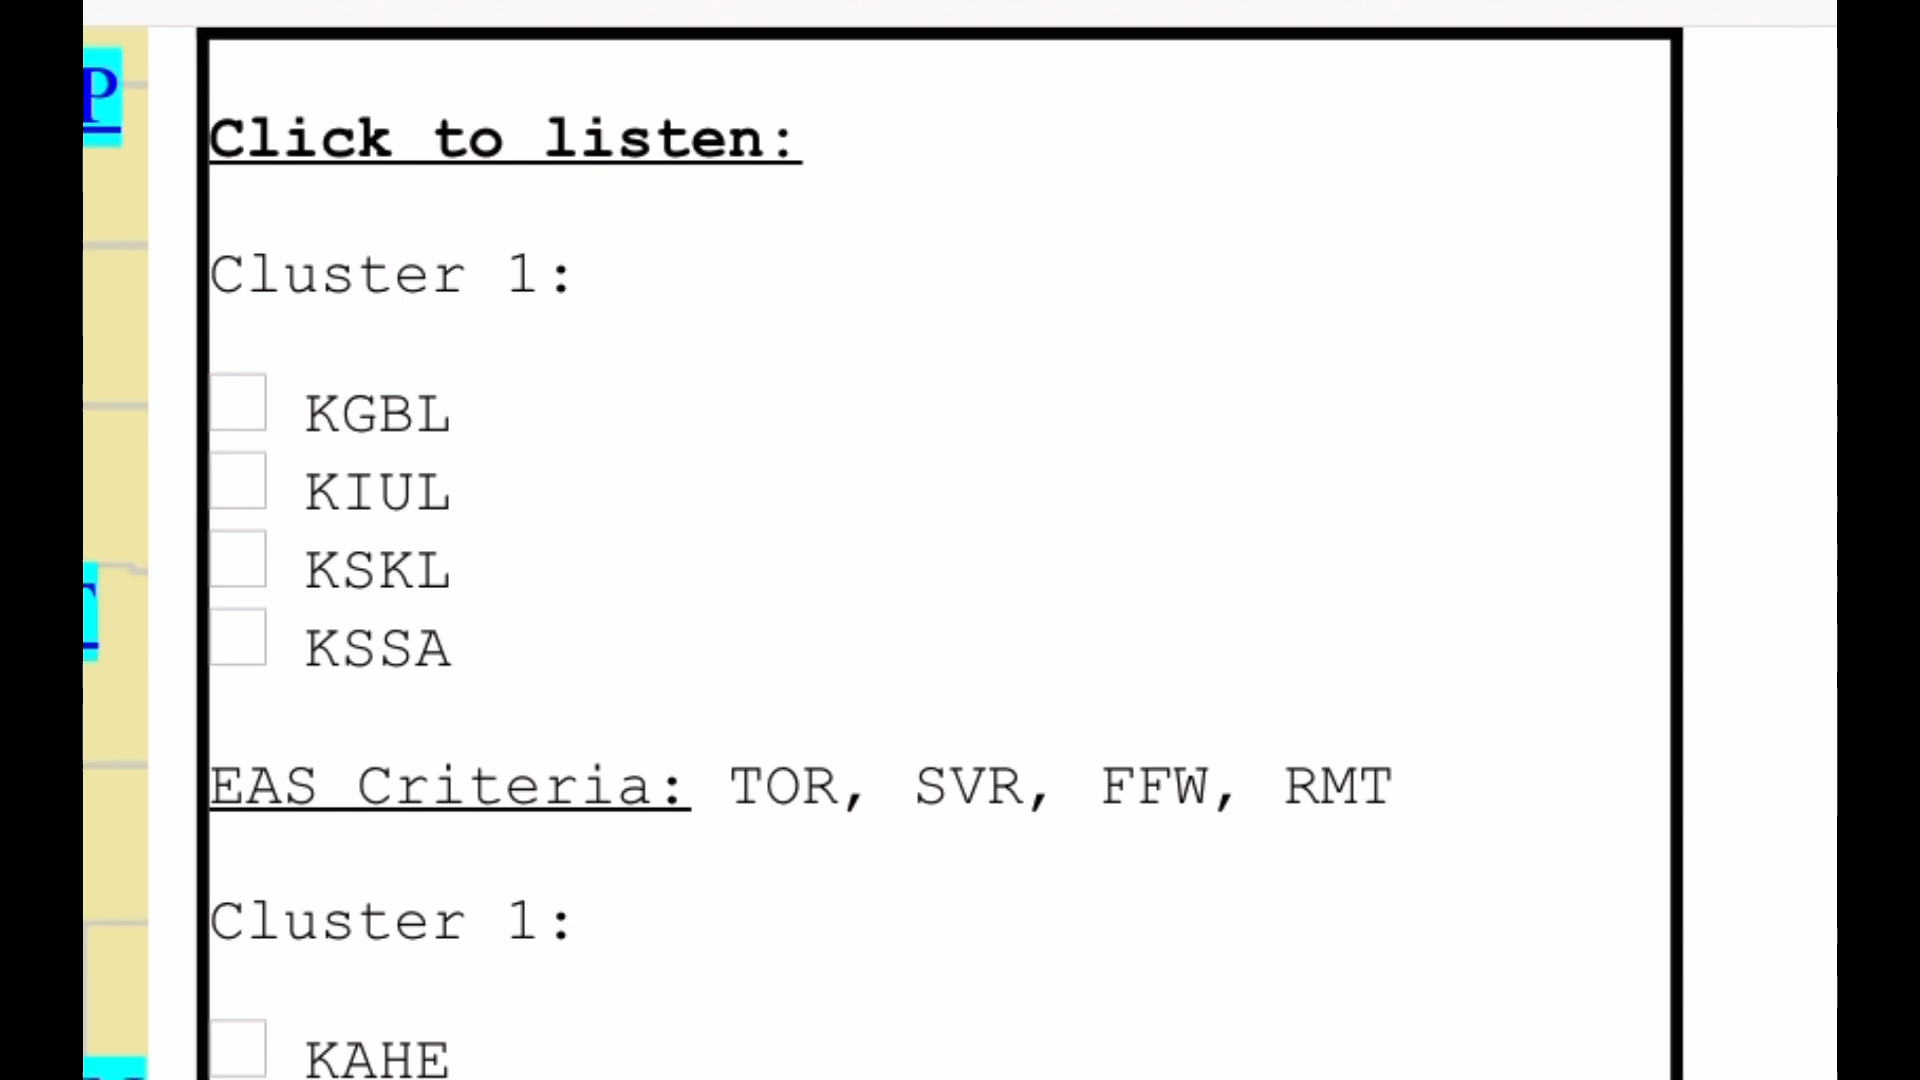 P
Click to listen:
Cluster 1:
KGBL
KIUL
KSKL
KSSA
EAS Criteria: TOR, SVR, FFW, RMT
Cluster 1:
KAHE